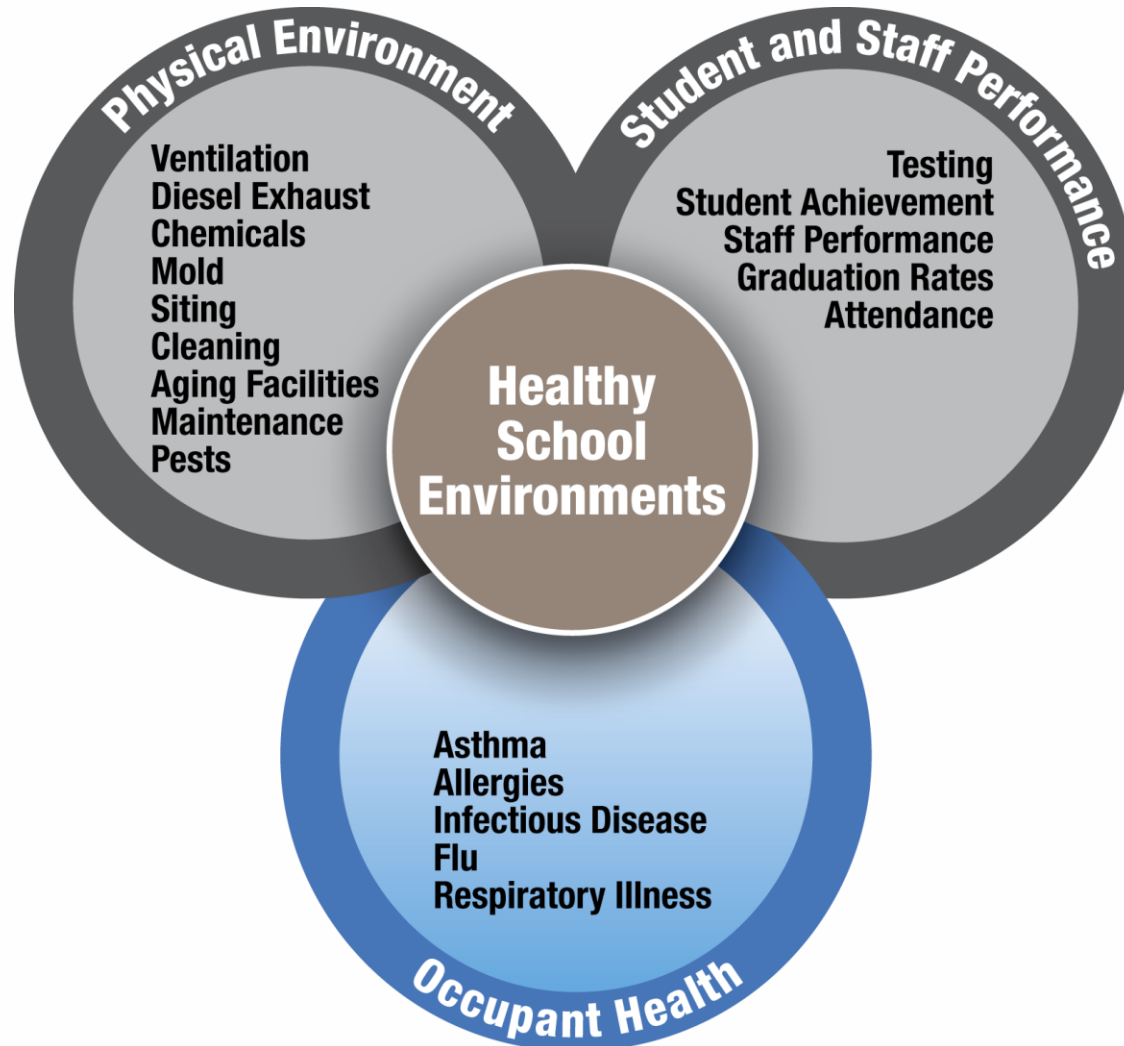 Physical Environment
Ventilation
Diesel Exhaust
Chemicals
Mold
Siting
Cleaning
Aging Facilities
Maintenance
Pests
Student and Staff Performance
Testing
Student Achievement
Staff Performance
Graduation Rates
Attendance
Healthy
School
Environments
Asthma
Allergies
Infectious Disease
Flu
Respiratory Illness
Occupant Health